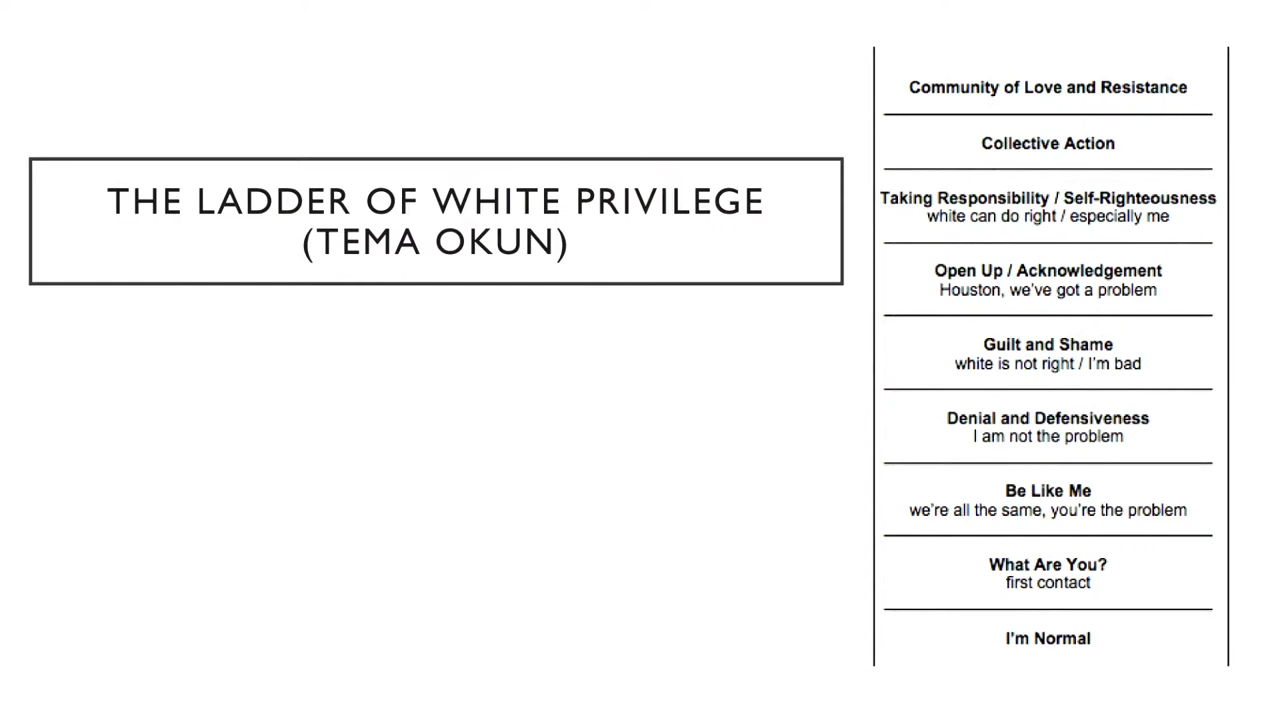 THE LADDER OF WHITE PRIVILEGE
(TEMA OKUN)
Community of Love and Resistance
Collective Action
Taking Responsibility / Self-Righteousness
white can do right / especially me
Open Up / Acknowledgement
Houston, we've got a problem
Guilt and Shame
white is not right / I'm bad
Denial and Defensiveness
I am not the problem
Be Like Me
we're all the same, you're the problem
What Are You?
first contact
I'm Normal